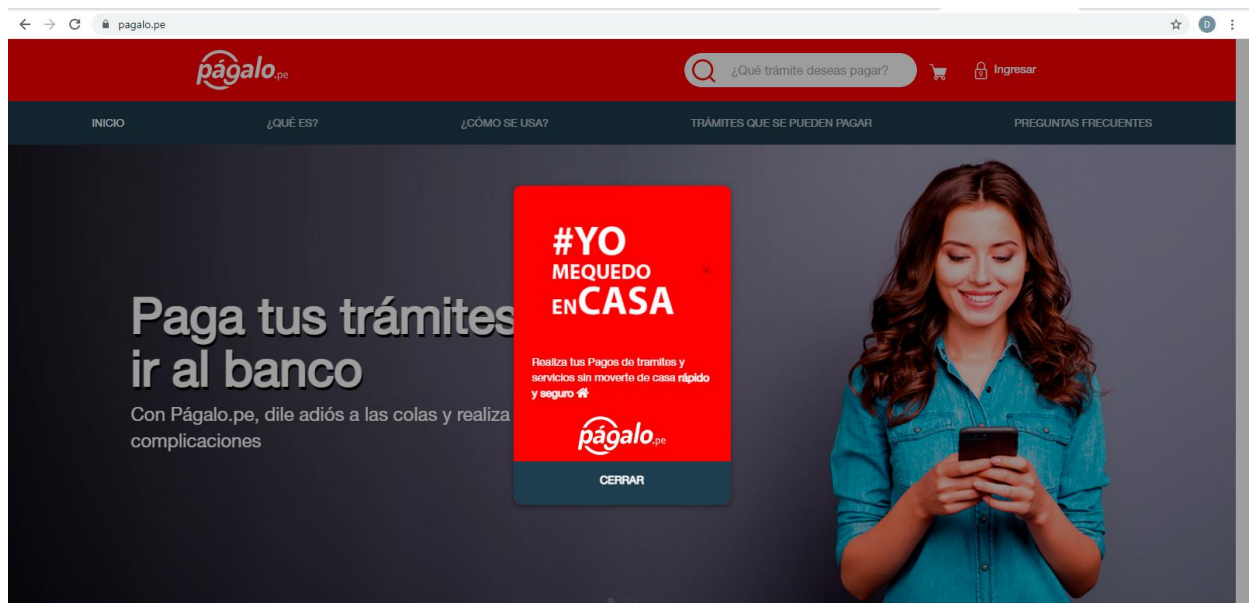 pagalo.pe
D
págalo.pe
¿Qué trámite deseas pagar?
Ingresar
INICIO
¿QUÉ ES?
¿CÓMO SE USA?
TRÁMITES QUE SE PUEDEN PAGAR
PREGUNTAS FRECUENTES
Paga tus trámites
ir al banco
Con Págalo.pe, dile adiós a las colas y realiza
complicaciones
#YO
MEQUEDO
ENCASA
×
Realiza tus Pagos de tramites y
servicios sin moverte de casa rápido
y seguro
págalo.pe
CERRAR